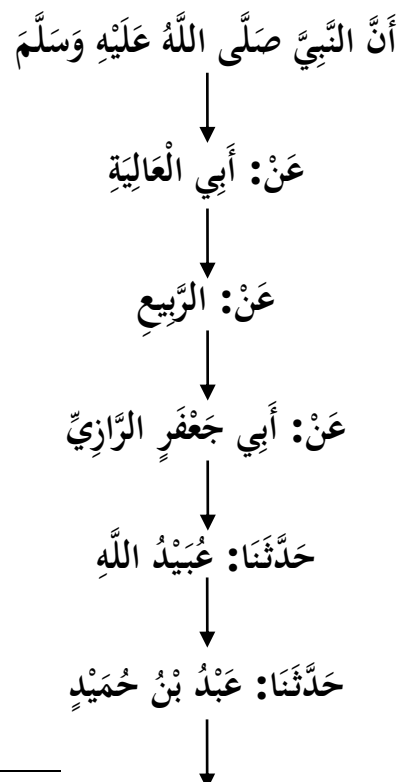 أَنَّ النَّبِيَّ صَلَّى اللَّهُ عَلَيْهِ وَسَلَّمَ
عَنْ: أَبِي الْعَالِيَةِ
عَنْ: الرَّبِيعِ
عَنْ: أَبِي جَعْفَرٍ الرَّازِيِّ
حَدَّثَنَا: عُبَيْدُ اللَّهِ
حَدَّثَنَا: عَبْدُ بْنُ حُمَيْدٍ